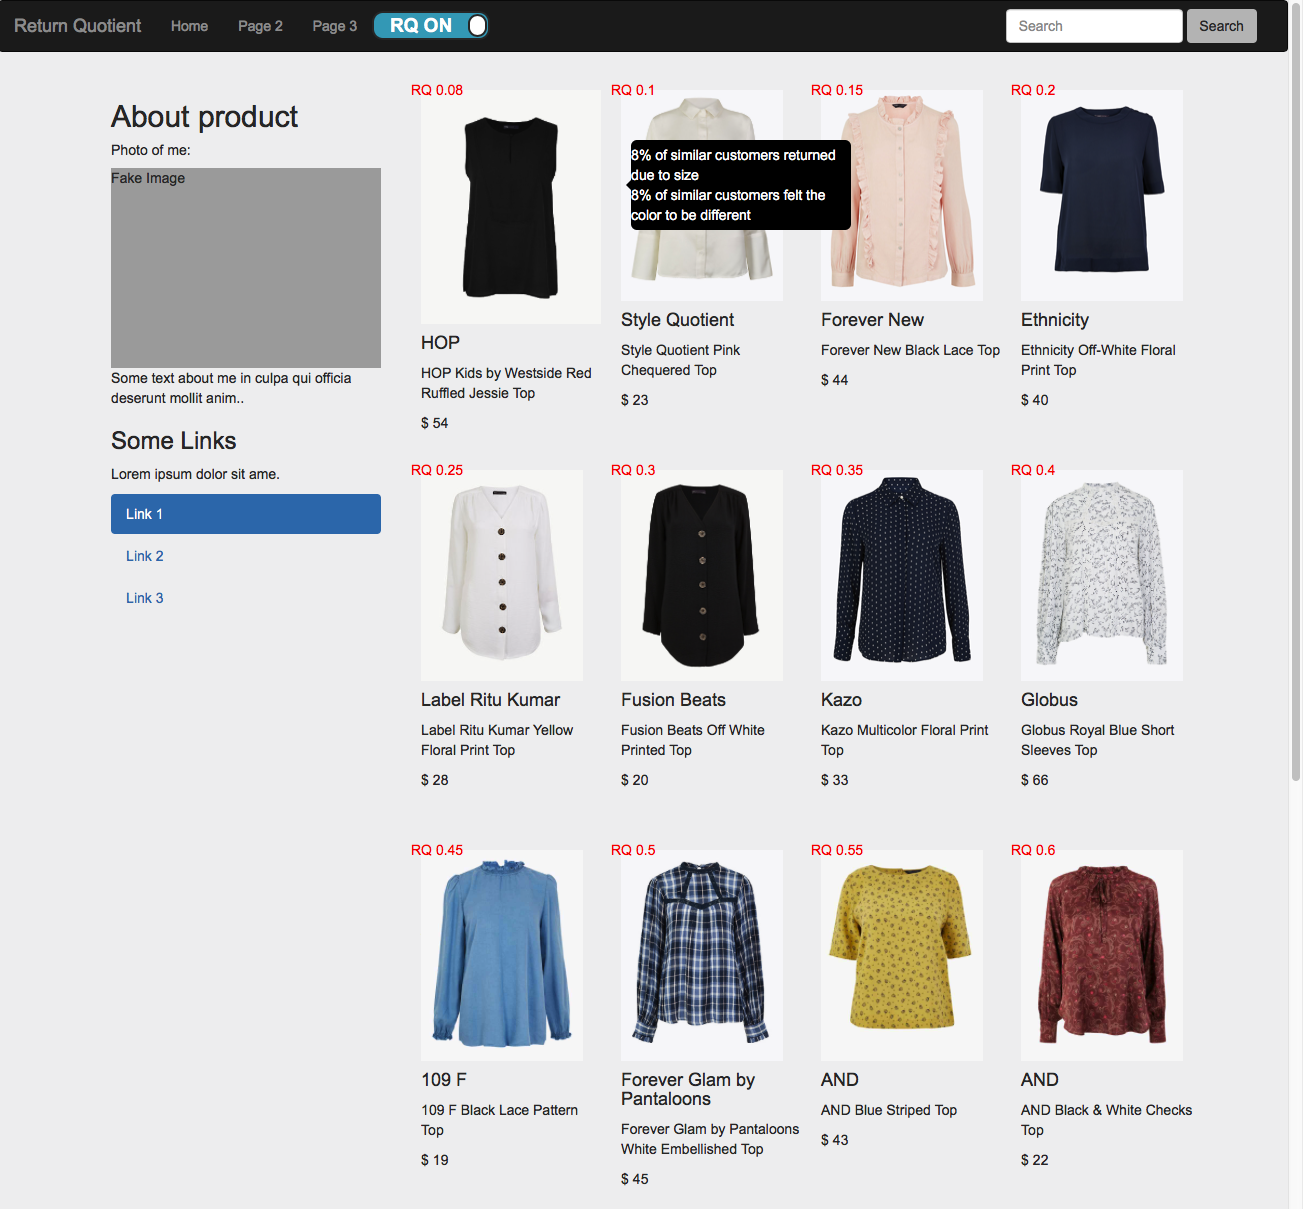 Return Quotient Home Page 2 Page 3 RQ ON Search Search
About product
Photo of me:
Fake Image
Some text about me in culpa qui officia
deserunt mollit anim..
Some Links
Lorem ipsum dolor sit ame.
Link 1
Link 2
Link 3
RQ 0.08
HOP
HOP Kids by Westside Red
Ruffled Jessie Top
$ 54
RQ 0.1
8% of similar customers returned
due to size
8% of similar customers felt the
color to be different
Style Quotient
Style Quotient Pink
Chequered Top
$ 23
RQ 0.15
Forever New
Forever New Black Lace Top
$ 44
RQ 0.2
Ethnicity
Ethnicity Off-White Floral
Print Top
$ 40
RQ 0.25
Label Ritu Kumar
Label Ritu Kumar Yellow
Floral Print Top
$ 28
RQ 0.3
Fusion Beats
Fusion Beats Off White
Printed Top
$ 20
RQ 0.35
Kazo
Kazo Multicolor Floral Print
Top
$ 33
RQ 0.4
Globus
Globus Royal Blue Short
Sleeves Top
$ 66
RQ 0.45
109 F
109 F Black Lace Pattern
Top
$ 19
RQ 0.5
Forever Glam by
Pantaloons
Forever Glam by Pantaloons
White Embellished Top
$ 45
RQ 0.55
AND
AND Blue Striped Top
$ 43
RQ 0.6
AND
AND Black & White Checks
Top
$ 22